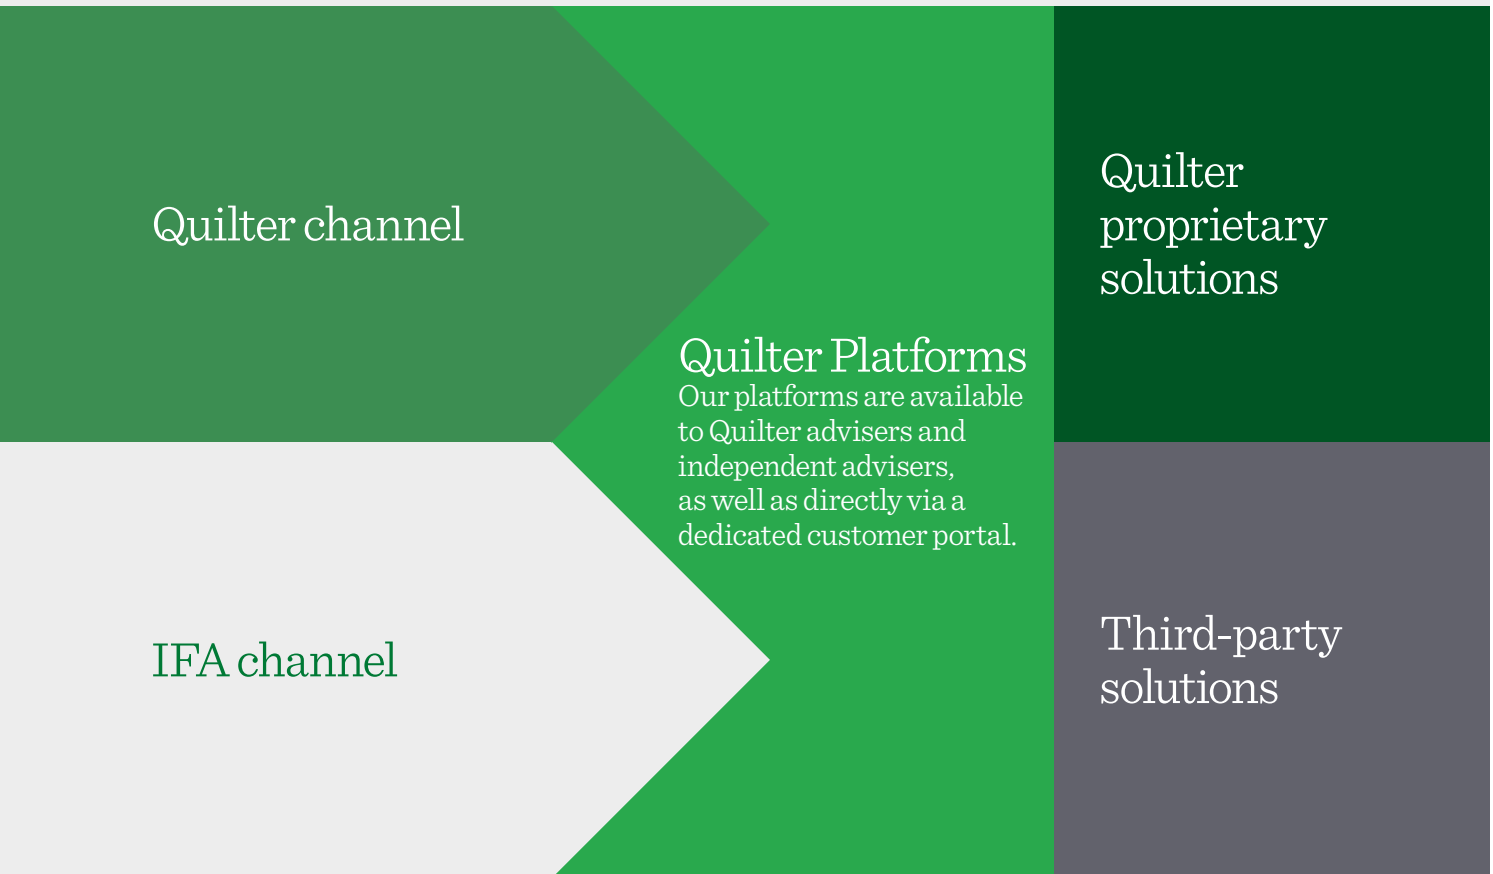 Quilter channel
Quilter
proprietary
solutions
Quilter Platforms
Our platforms are available
to Quilter advisers and
independent advisers,
as well as directly via a
dedicated customer portal.
IFA channel
Third-party
solutions